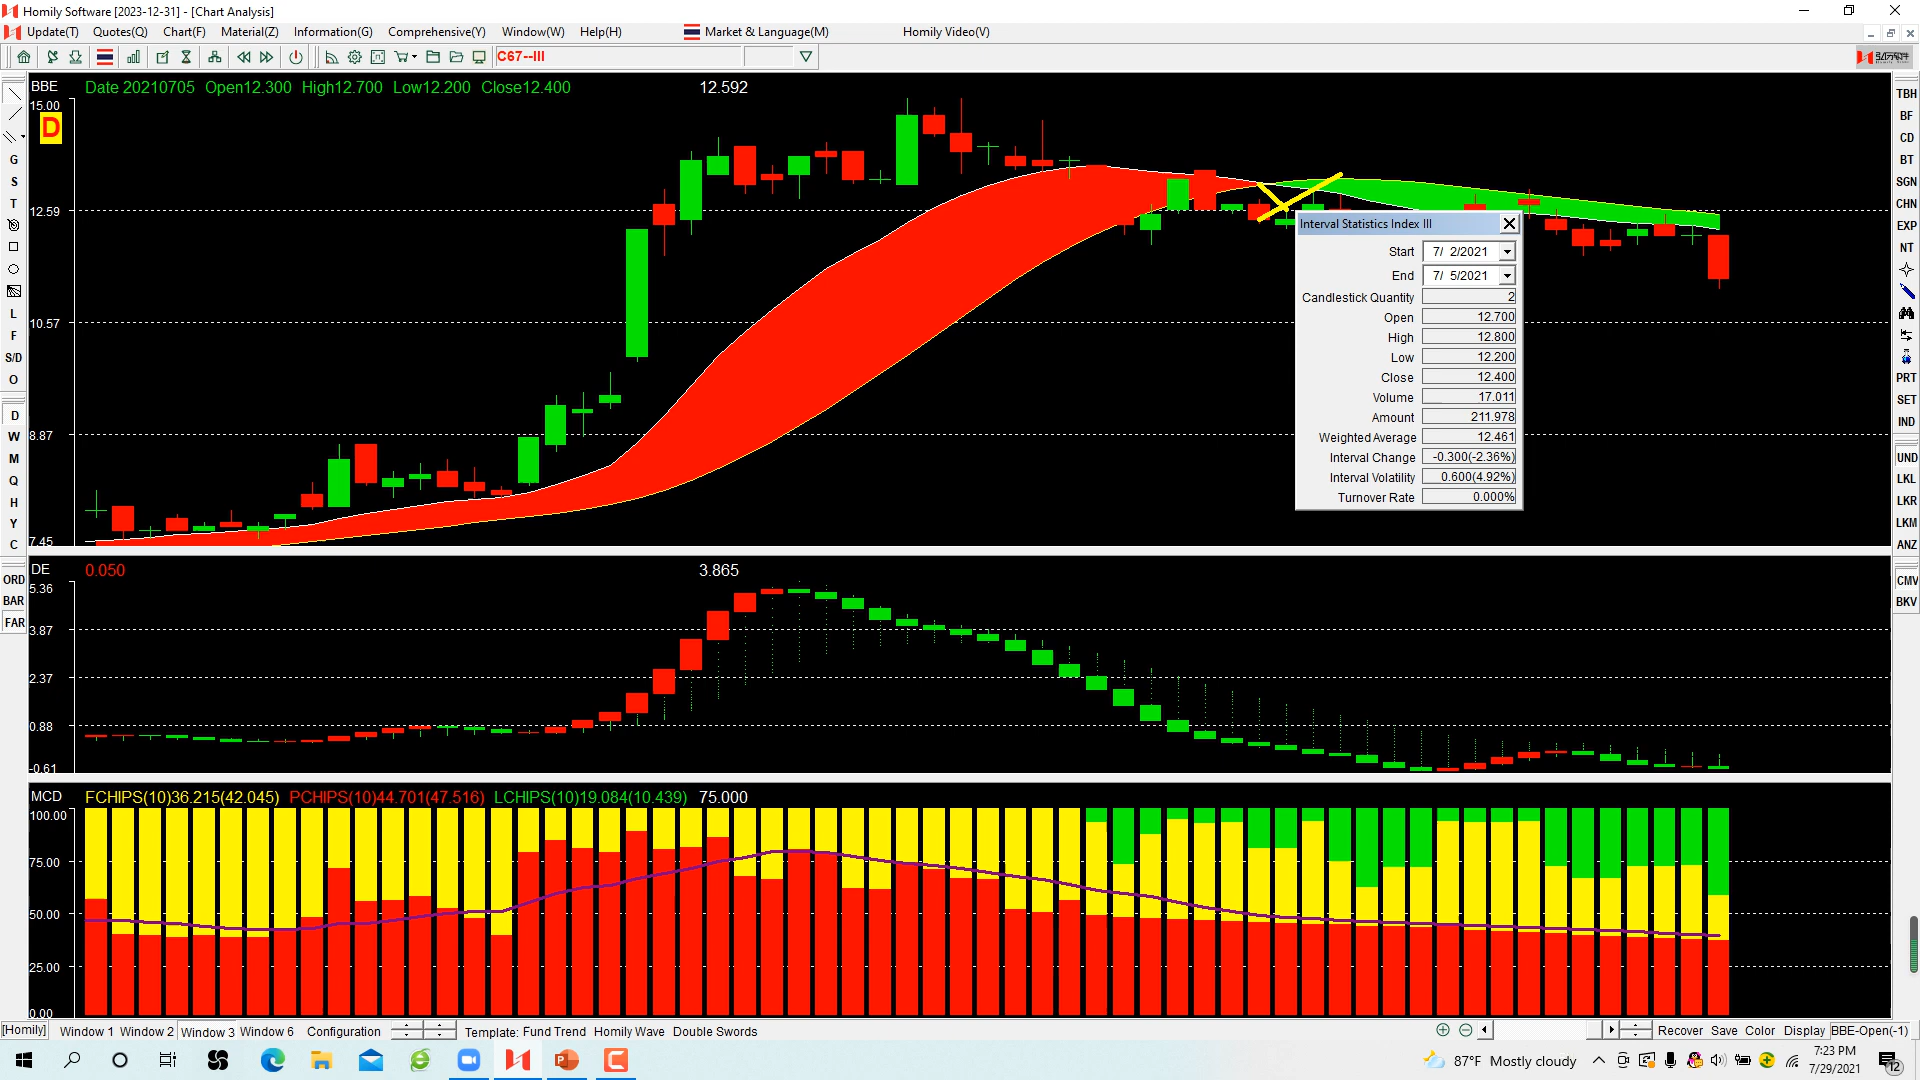 Homily Software [2023-12-31] - [Chart Analysis]
Update(T) Quotes(Q) Chart(F) Material(Z) Information(G) Comprehensive(Y) Window(W) Help(H) Market & Language(M) Homily Video(V)
C67--III
BBE Date 20210705 Open12.300 High12.700 Low12.200 Close12.400 12.592
15.00
D
12.59
10.57
8.87
7.45
Interval Statistics Index III
Start 7/ 2/2021
End 7/ 5/2021
Candlestick Quantity 2
Open 12.700
High 12.800
Low 12.200
Close 12.400
Volume 17.011
Amount 211.978
Weighted Average 12.461
Interval Change -0.300(-2.36%)
Interval Volatility 0.600(4.92%)
Turnover Rate 0.000%
DE 0.050 3.865
5.36
3.87
2.37
0.88
-0.61
MCD FCHIPS(10)36.215(42.045) PCHIPS(10)44.701(47.516) LCHIPS(10)19.084(10.439) 75.000
100.00
75.00
50.00
25.00
0.00
G
S
T
L
F
S/D
O
D
W
M
Q
H
Y
C
ORD
BAR
FAR
TBH
BF
CD
BT
SGN
CHN
EXP
NT
PRT
SET
IND
UND
LKL
LKR
LKM
ANZ
CMV
BKV
[Homily] Window 1 Window 2 Window 3 Window 6 Configuration Template: Fund Trend Homily Wave Double Swords Recover Save Color Display BBE-Open(-1)
87°F Mostly cloudy
7:23 PM
7/29/2021
12